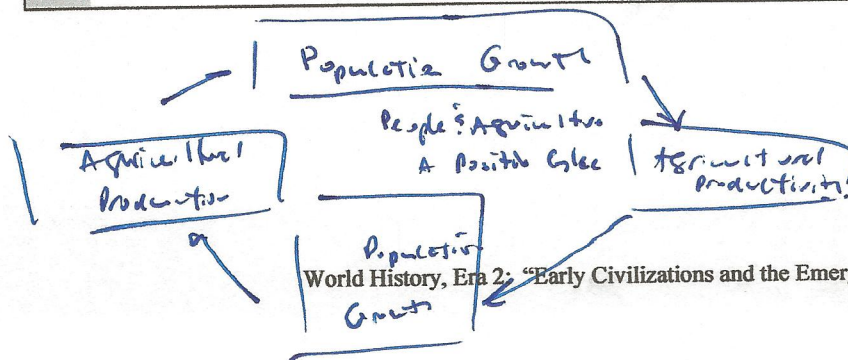 Population Growth
People & Agriculture
A Positive Cycle
Agricultural
Production
Agricultural
Productivity
Population
Growth
World History, Era 2: “Early Civilizations and the Emer